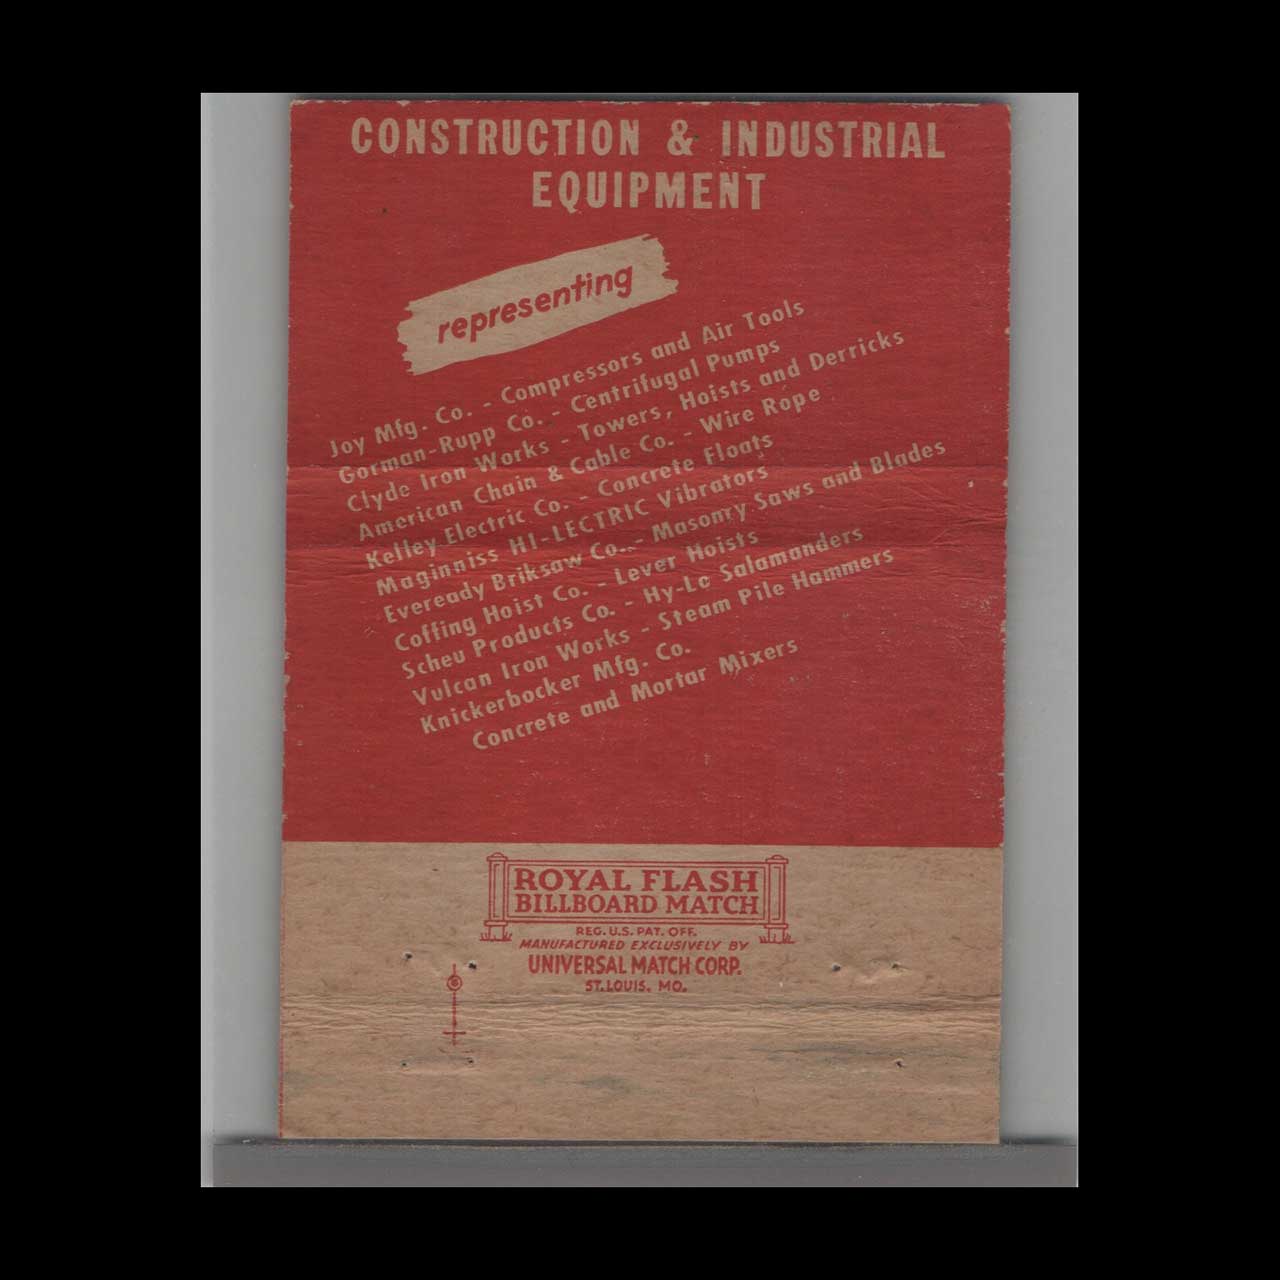 CONSTRUCTION & INDUSTRIAL
EQUIPMENT
representing
Joy Mfg. Co. - Compressors and Air Tools
Gorman-Rupp Co. - Centrifugal Pumps
Clyde Iron Works - Towers, Hoists and Derricks
American Chain & Cable Co. - Wire Rope
Kelley Electric Co. - Concrete Floats
Maginniss HI-LECTRIC Vibrators
Eveready Briksaw Co. - Masonry Saws and Blades
Coffing Hoist Co. - Lever Hoists
Scheu Products Co. - Hy-Lo Salamanders
Vulcan Iron Works - Steam Pile Hammers
Knickerbocker Mfg. Co.
Concrete and Mortar Mixers
ROYAL FLASH
BILLBOARD MATCH
REG. U.S. PAT. OFF.
MANUFACTURED EXCLUSIVELY BY
UNIVERSAL MATCH CORP.
ST. LOUIS, MO.